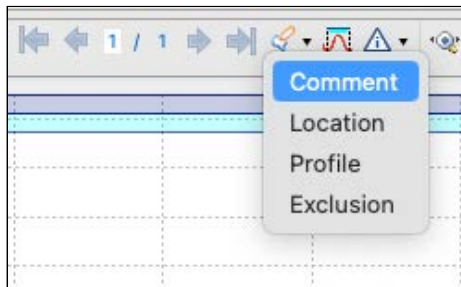 1 / 1
Comment
Location
Profile
Exclusion